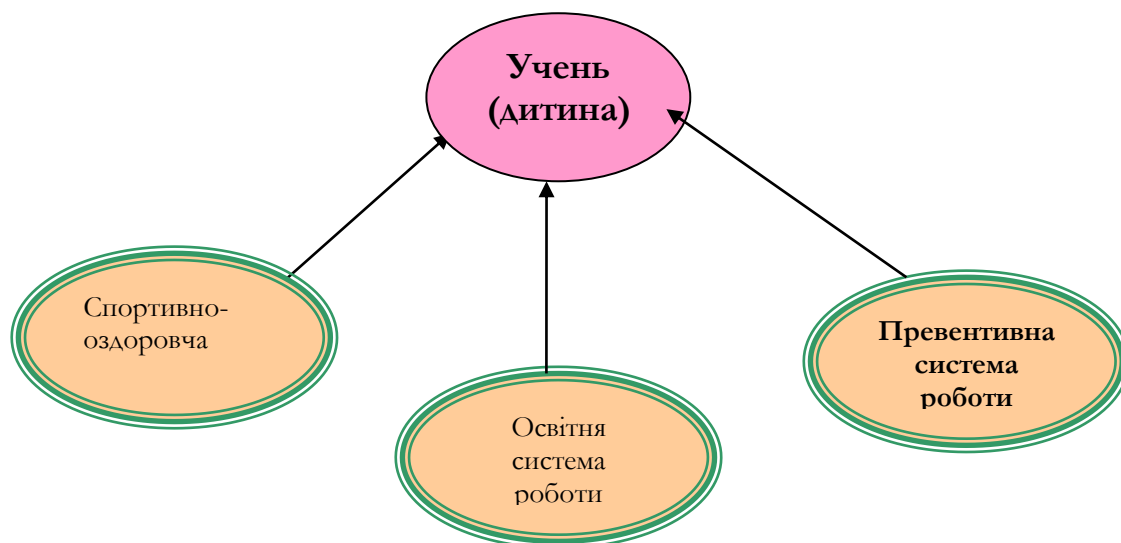 Учень
(дитина)
Спортивно-
оздоровча
Превентивна
система
роботи
Освітня
система
роботи